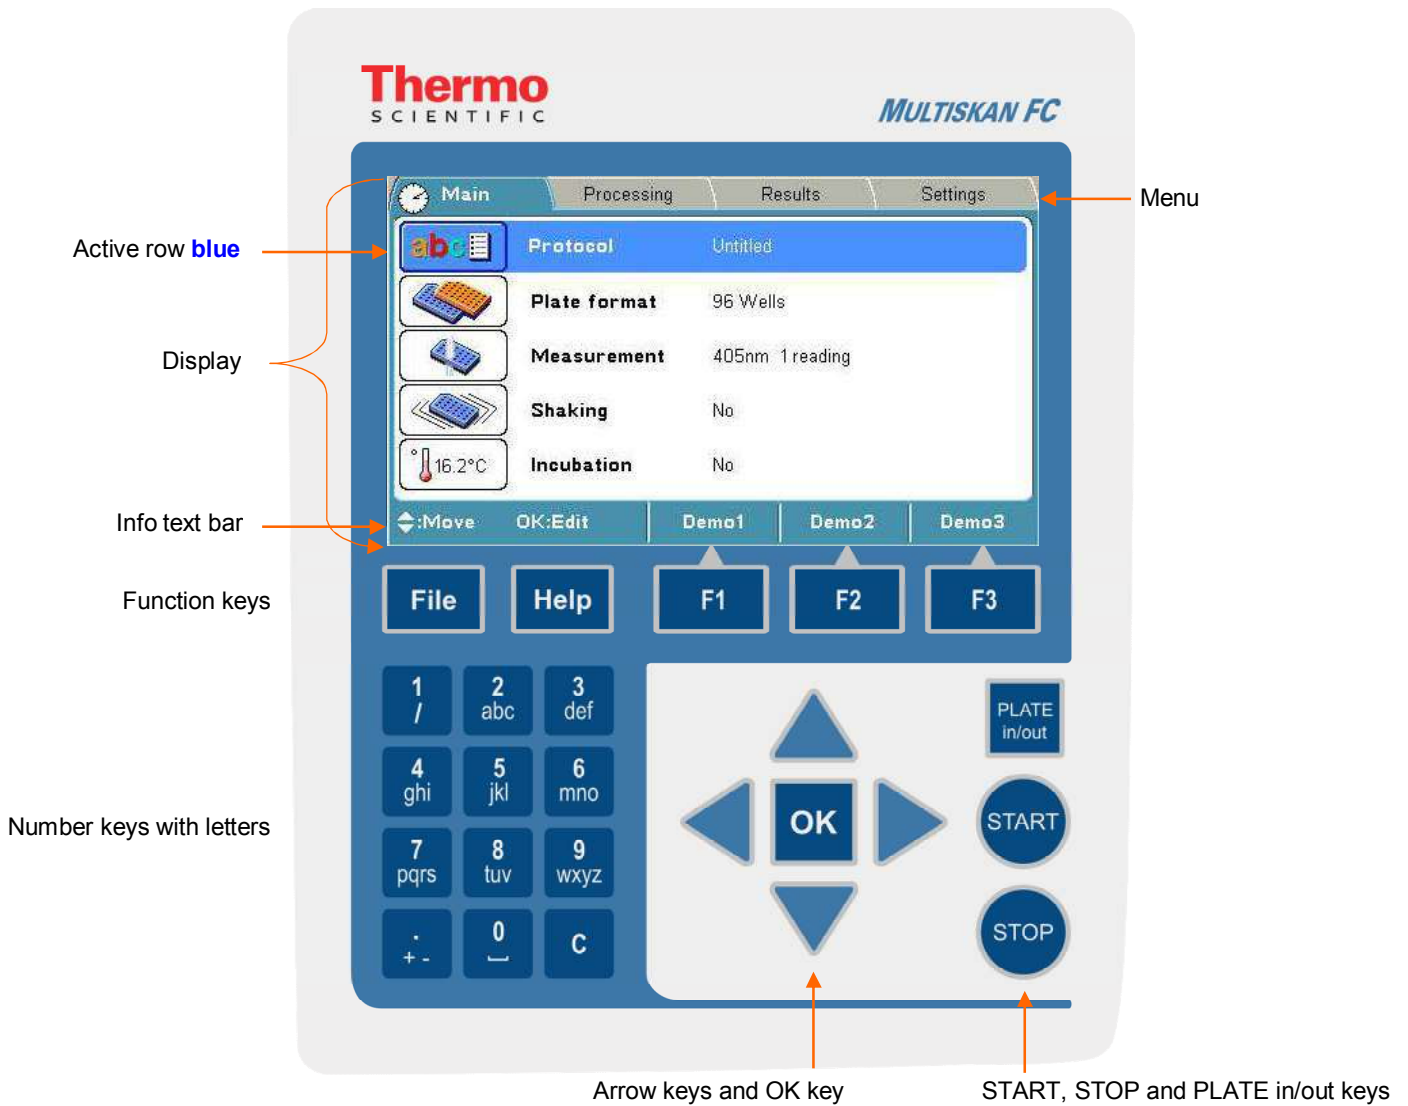 Thermo
SCIENTIFIC
MULTISKAN FC
Main Processing Results Settings
Menu
Active row blue
abc Protocol Untitled
Plate format 96 Wells
Display
Measurement 405nm 1 reading
Shaking No
16.2°C Incubation No
Info text bar
:Move OK:Edit Demo1 Demo2 Demo3
Function keys
File Help F1 F2 F3
1 2 3
/ abc def
PLATE
in/out
4 5 6
ghi jkl mno
Number keys with letters
OK
START
7 8 9
pqrs tuv wxyz
. 0 C
+ -
STOP
Arrow keys and OK key
START, STOP and PLATE in/out keys